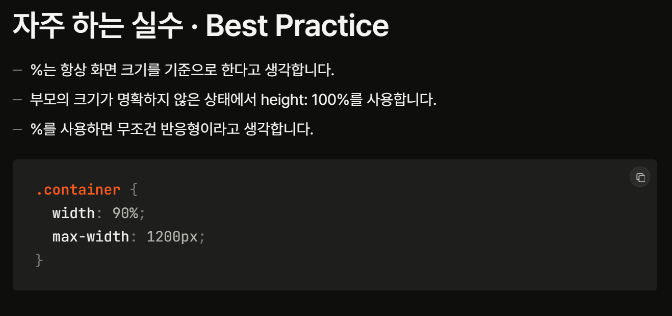 자주 하는 실수 · Best Practice
– %는 항상 화면 크기를 기준으로 한다고 생각합니다.
– 부모의 크기가 명확하지 않은 상태에서 height: 100%를 사용합니다.
– %를 사용하면 무조건 반응형이라고 생각합니다.
.container {
  width: 90%;
  max-width: 1200px;
}